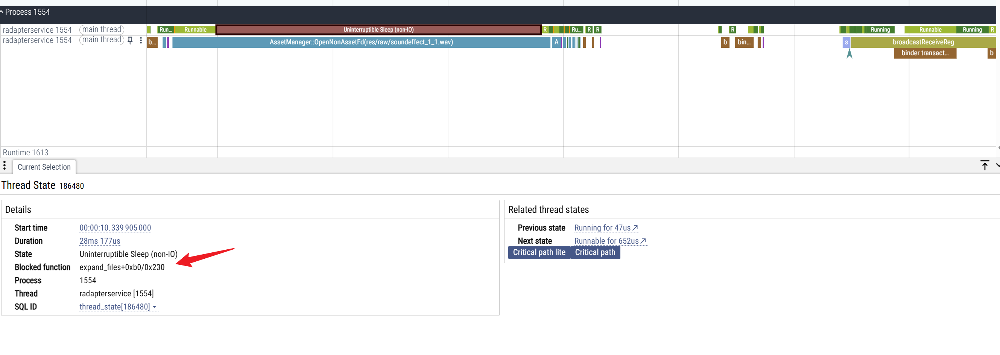 Process 1554
radapterservice 1554 main thread Run... Runnable Uninterruptible Sleep (non-IO) R Ru... R R R Running Runnable Running R
radapterservice 1554 main thread b... AssetManager::OpenNonAssetFd(res/raw/soundeffect_1_1.wav) A b bin... s broadcastReceiveReg
binder transact... b
Runtime 1613
Current Selection
Thread State 186480
Details
Start time 00:00:10.339 905 000
Duration 28ms 177us
State Uninterruptible Sleep (non-IO)
Blocked function expand_files+0xb0/0x230
Process 1554
Thread radapterservice [1554]
SQL ID thread_state[186480]
Related thread states
Previous state Running for 47us
Next state Runnable for 652us
Critical path lite Critical path